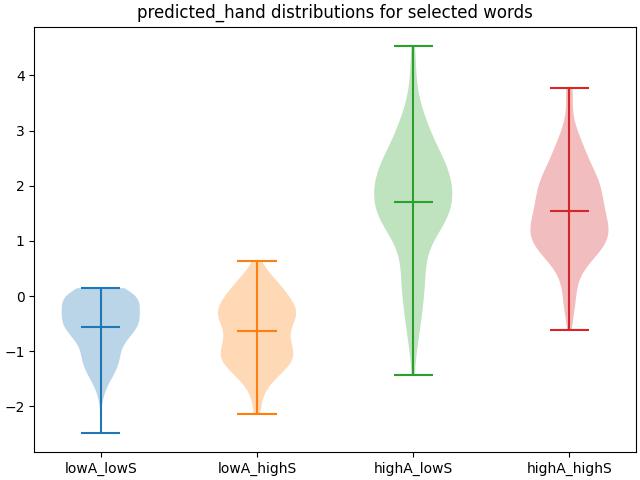 predicted_hand distributions for selected words
4
3
2
1
0
−1
−2
lowA_lowS
lowA_highS
highA_lowS
highA_highS